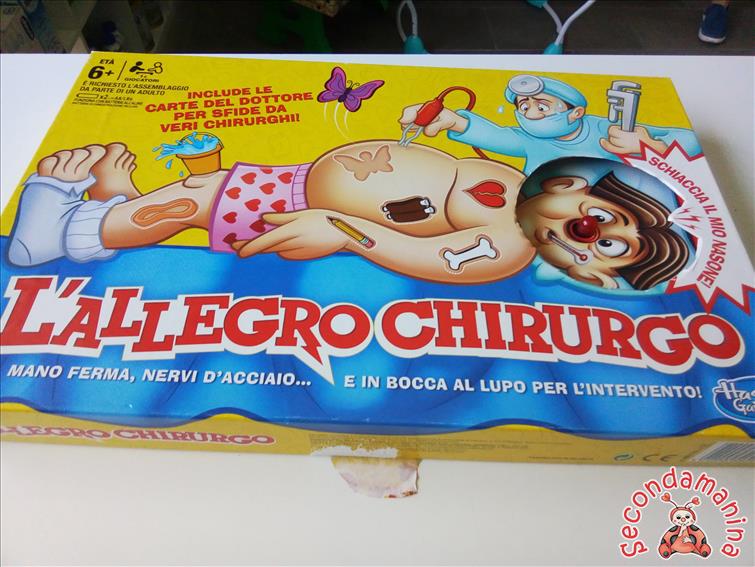 ETÀ
6+
1+
GIOCATORI
È RICHIESTO L'ASSEMBLAGGIO
DA PARTE DI UN ADULTO
INCLUDE LE
CARTE DEL DOTTORE
PER SFIDE DA
VERI CHIRURGHI!
SCHIACCIA IL MIO NASONE!
L'ALLEGRO CHIRURGO
MANO FERMA, NERVI D'ACCIAIO... E IN BOCCA AL LUPO PER L'INTERVENTO!
ALLEGRO CHIRURGO
CE
Secondamanina